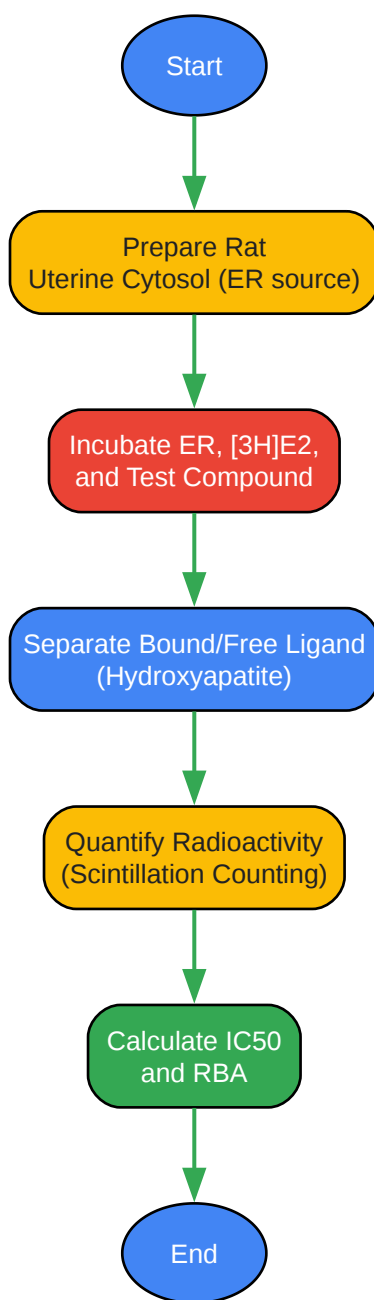 Start
Prepare Rat
Uterine Cytosol (ER source)
Incubate ER, [3H]E2,
and Test Compound
Separate Bound/Free Ligand
(Hydroxyapatite)
Quantify Radioactivity
(Scintillation Counting)
Calculate IC50
and RBA
End